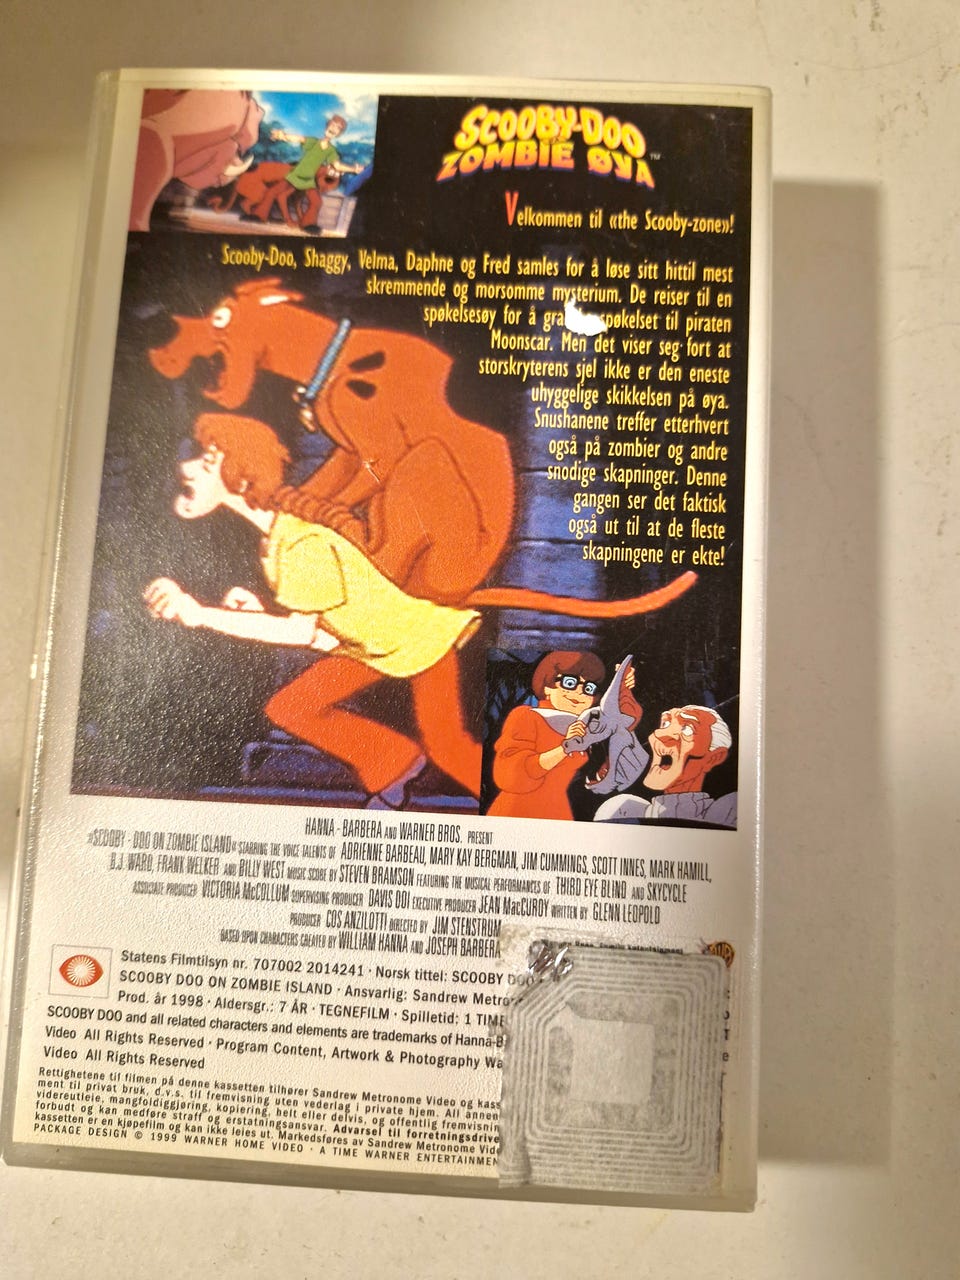 SCOOBY-DOO
ZOMBIE ØYA™
Velkommen til «the Scooby-zone»!
Scooby-Doo, Shaggy, Velma, Daphne og Fred samles for å løse sitt hittil mest
skremmende og morsomme mysterium. De reiser til en
spøkelsesøy for å spøkelset til piraten
Moonscar. Men det viser seg fort at
storskryterens sjel ikke er den eneste
uhyggelige skikkelsen på øya.
Snushanene treffer etterhvert
også på zombier og andre
snodige skapninger. Denne
gangen ser det faktisk
også ut til at de fleste
skapningene er ekte!
HANNA - BARBERA AND WARNER BROS. PRESENT
«SCOOBY - DOO ON ZOMBIE ISLAND» STARRING THE VOICE TALENTS OF ADRIENNE BARBEAU, MARY KAY BERGMAN, JIM CUMMINGS, SCOTT INNES, MARK HAMILL,
B.J. WARD, FRANK WELKER AND BILLY WEST MUSIC SCORE BY STEVEN BRAMSON FEATURING THE MUSICAL PERFORMANCES OF THIRD EYE BLIND AND SKYCYCLE
ASSOCIATE PRODUCER VICTORIA McCOLLUM SUPERVISING PRODUCER DAVIS DOI EXECUTIVE PRODUCER JEAN MacCURDY WRITTEN BY GLENN LEOPOLD
PRODUCER COS ANZILOTTI DIRECTED BY JIM STENSTRUM
BASED UPON CHARACTERS CREATED BY WILLIAM HANNA AND JOSEPH BARBERA
Statens Filmtilsyn nr. 707002 2014241 · Norsk tittel: SCOOBY DOO
SCOOBY DOO ON ZOMBIE ISLAND · Ansvarlig: Sandrew Metro
Prod. år 1998 · Aldersgr.: 7 ÅR · TEGNEFILM · Spilletid: 1 TIME
SCOOBY DOO and all related characters and elements are trademarks of Hanna-B
Video All Rights Reserved · Program Content, Artwork & Photography Wa
Video All Rights Reserved
Rettighetene til filmen på denne kassetten tilhører Sandrew Metronome Video og kass
ment til privat bruk, d.v.s. til fremvisning uten vederlag i private hjem. All annen
videreutleie, mangfoldiggjøring, kopiering, helt eller delvis, og offentlig fremvisnin
forbudt og kan medføre straff og erstatningsansvar. Advarsel til forretningsdrive
kassetten er en kjøpefilm og kan ikke leies ut. Markedsføres av Sandrew Metronome Vide
PACKAGE DESIGN © 1999 WARNER HOME VIDEO · A TIME WARNER ENTERTAINMEN